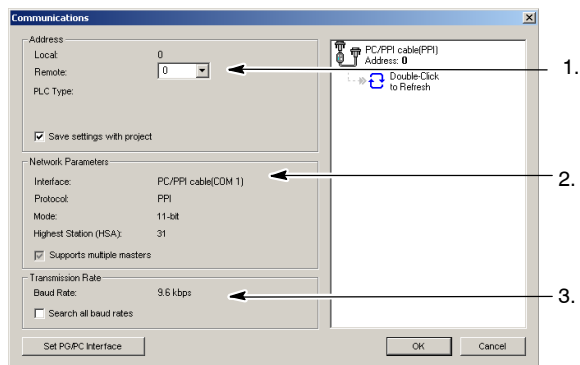 Communications
Address
Local: 0
Remote: 0
PLC Type:
Save settings with project
Network Parameters
Interface: PC/PPI cable(COM 1)
Protocol: PPI
Mode: 11-bit
Highest Station (HSA): 31
Supports multiple masters
Transmission Rate
Baud Rate: 9.6 kbps
Search all baud rates
Set PG/PC Interface
PC/PPI cable(PPI)
Address: 0
Double-Click
to Refresh
OK
Cancel
1.
2.
3.